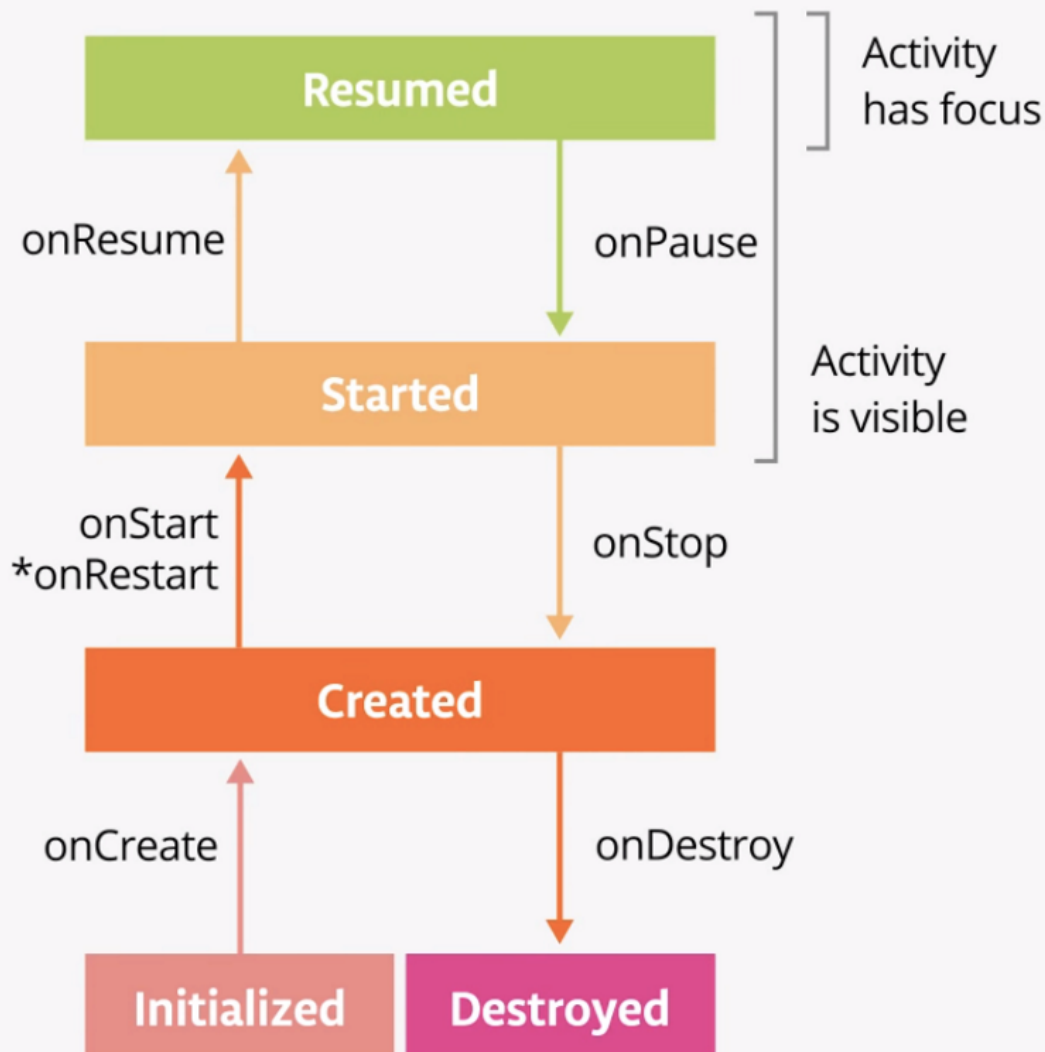 Resumed
Activity
has focus
onResume
onPause
Started
Activity
is visible
onStart
*onRestart
onStop
Created
onCreate
onDestroy
Initialized
Destroyed